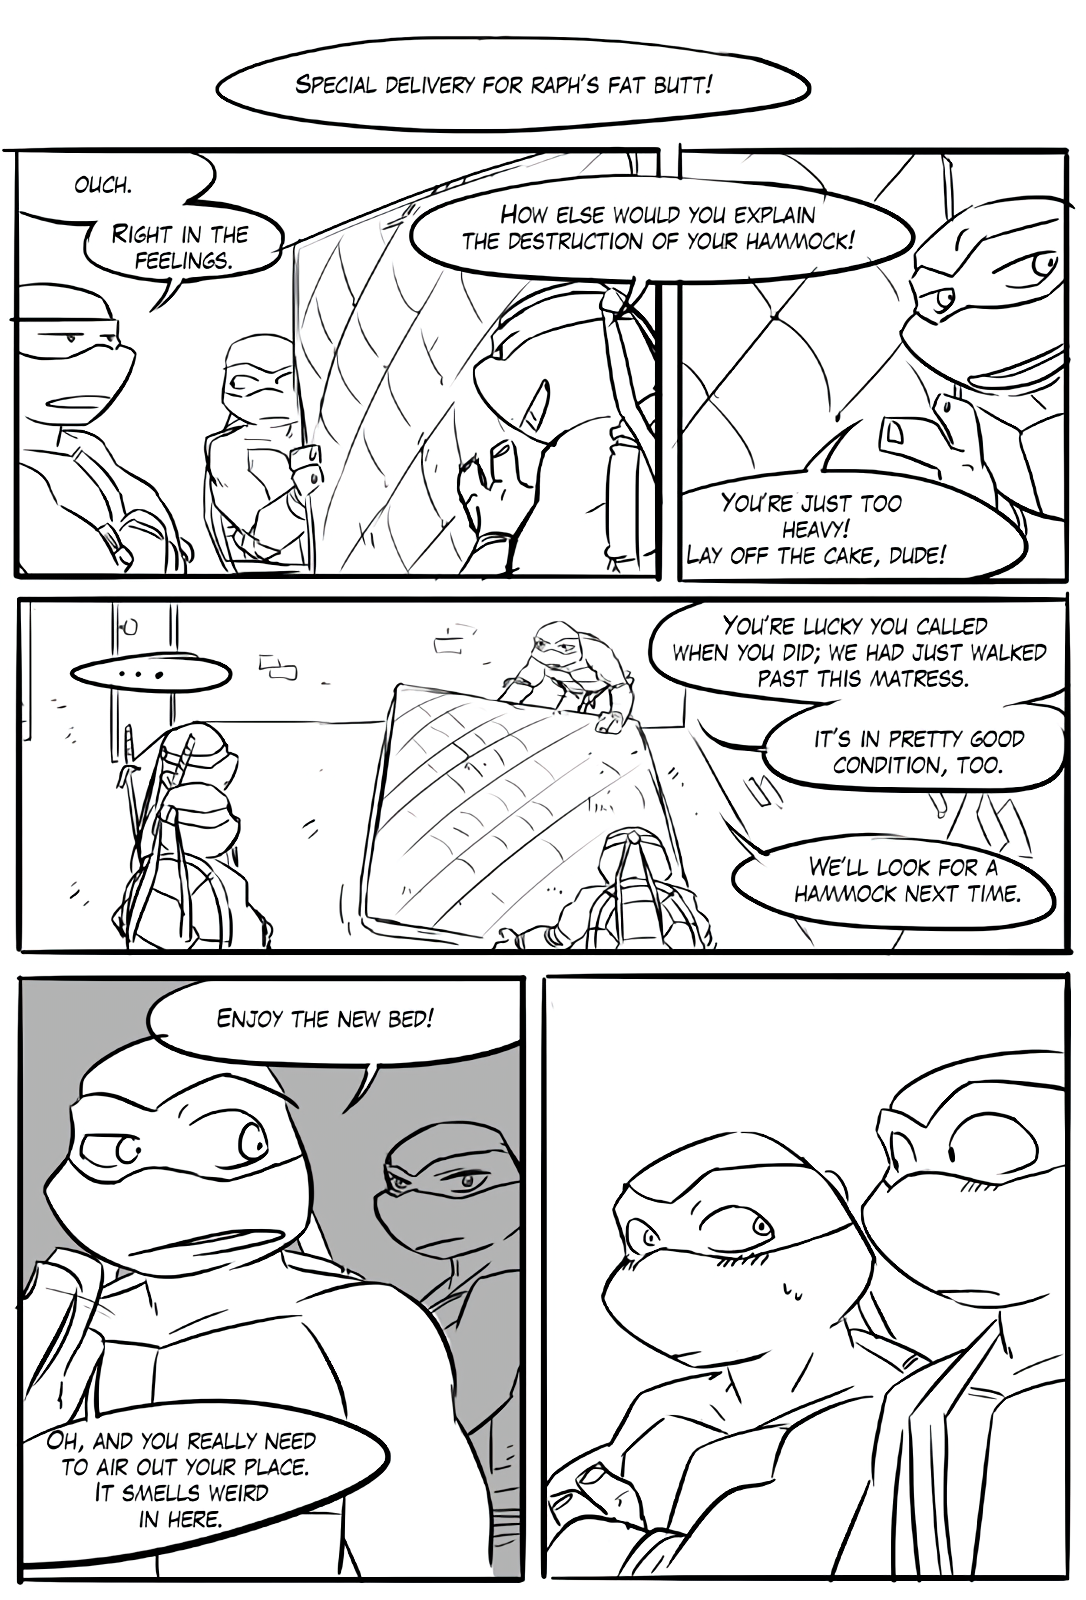 Special delivery for Raph's fat butt!
Ouch.
Right in the
feelings.
How else would you explain
the destruction of your hammock!
You're just too
heavy!
Lay off the cake, dude!
...
You're lucky you called
when you did; we had just walked
past this matress.
It's in pretty good
condition, too.
We'll look for a
hammock next time.
Enjoy the new bed!
Oh, and you really need
to air out your place.
It smells weird
in here.